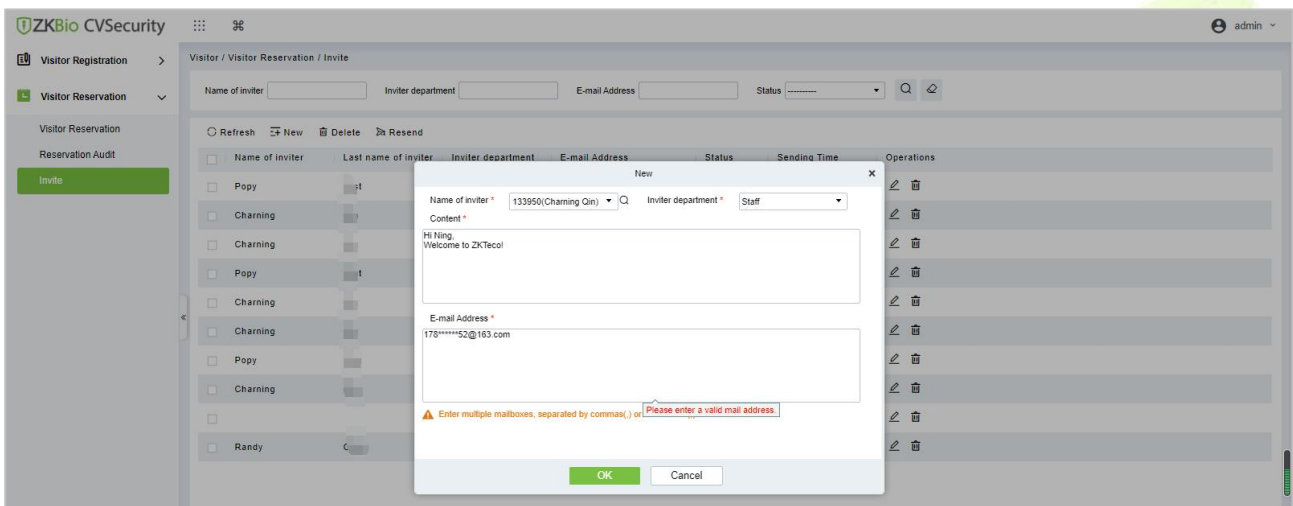 ZKBio CVSecurity
admin
Visitor Registration
Visitor Reservation
Visitor Reservation
Reservation Audit
Invite
Visitor / Visitor Reservation / Invite
Name of inviter Inviter department E-mail Address Status ----------
Refresh New Delete Resend
Name of inviter Last name of inviter Inviter department E-mail Address Status Sending Time Operations
Popy
Charning
Charning
Popy t
Charning
Charning
Popy
Charning
Randy
New
Name of inviter * 133950(Charning Qin) Inviter department * Staff
Content *
Hi Ning,
Welcome to ZKTeco!
E-mail Address *
178******52@163.com
Enter multiple mailboxes, separated by commas(,) or
Please enter a valid mail address.
OK Cancel